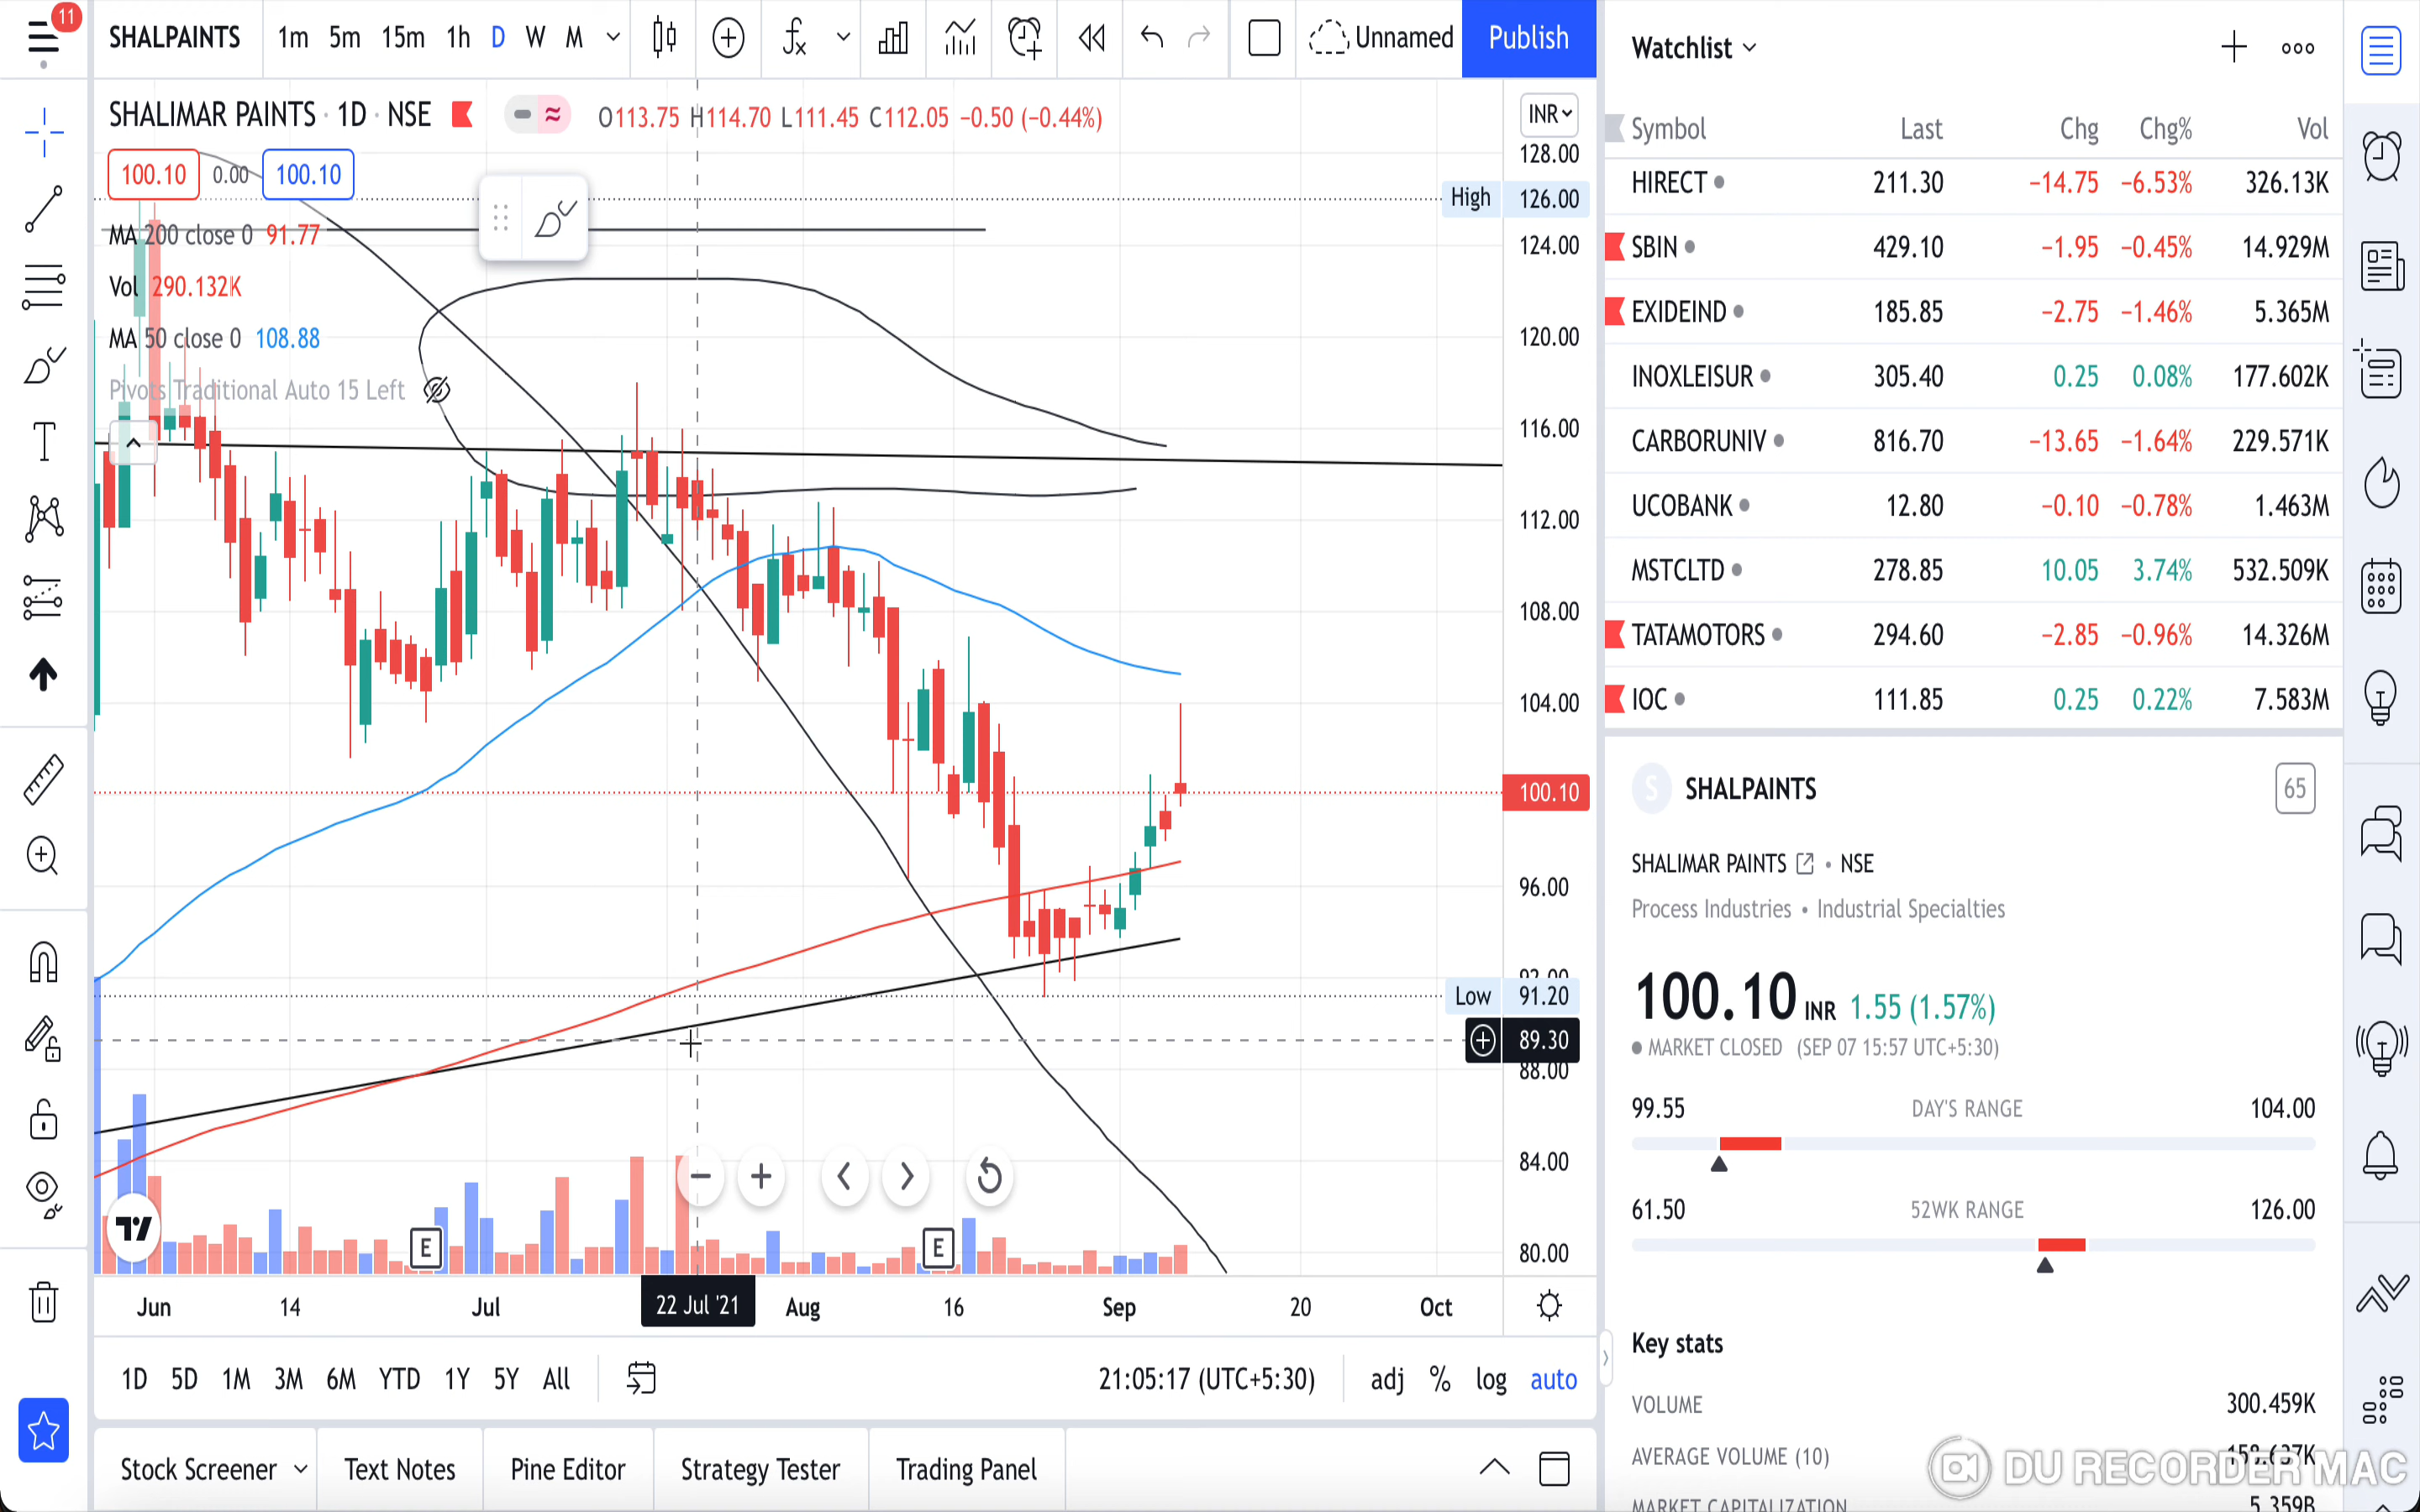 11
SHALPAINTS 1m 5m 15m 1h D W M Unnamed Publish
SHALIMAR PAINTS · 1D · NSE O113.75 H114.70 L111.45 C112.05 −0.50 (−0.44%)
INR
100.10 0.00 100.10
MA 200 close 0 91.77
Vol 290.132K
MA 50 close 0 108.88
Pivots Traditional Auto 15 Left
128.00
High 126.00
124.00
120.00
116.00
112.00
108.00
104.00
100.10
96.00
92.00
Low 91.20
89.30
88.00
84.00
80.00
E E
Jun 14 Jul 22 Jul '21 Aug 16 Sep 20 Oct
1D 5D 1M 3M 6M YTD 1Y 5Y All 21:05:17 (UTC+5:30) adj % log auto
Stock Screener Text Notes Pine Editor Strategy Tester Trading Panel
Watchlist
Symbol Last Chg Chg% Vol
HIRECT 211.30 −14.75 −6.53% 326.13K
SBIN 429.10 −1.95 −0.45% 14.929M
EXIDEIND 185.85 −2.75 −1.46% 5.365M
INOXLEISUR 305.40 0.25 0.08% 177.602K
CARBORUNIV 816.70 −13.65 −1.64% 229.571K
UCOBANK 12.80 −0.10 −0.78% 1.463M
MSTCLTD 278.85 10.05 3.74% 532.509K
TATAMOTORS 294.60 −2.85 −0.96% 14.326M
IOC 111.85 0.25 0.22% 7.583M
S SHALPAINTS 65
SHALIMAR PAINTS • NSE
Process Industries • Industrial Specialties
100.10 INR 1.55 (1.57%)
MARKET CLOSED (SEP 07 15:57 UTC+5:30)
99.55 DAY'S RANGE 104.00
61.50 52WK RANGE 126.00
Key stats
VOLUME 300.459K
AVERAGE VOLUME (10) 158.637K
DU RECORDER MAC
MARKET CAPITALIZATION 5.359B